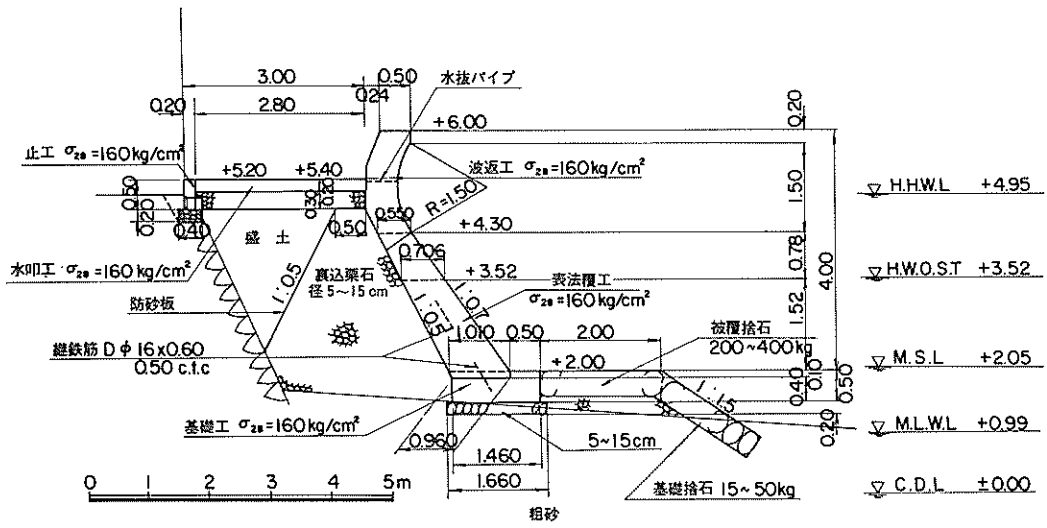 3.00
0.50
水抜パイプ
0.24
0.20
2.80
0.20
+6.00
止工 σ₂₈=160kg/cm²
+5.20
+5.40
波返工 σ₂₈=160kg/cm²
0.50
0.20
0.30
0.20
R=1.50
1.50
H.H.W.L +4.95
0.40
0.50
0.550
+4.30
盛土
0.706
0.78
4.00
水叩工 σ₂₈=160kg/cm²
1:0.5
裏込栗石
径5~15cm
+3.52
H.W.O.S.T +3.52
防砂板
表法覆工
σ₂₈=160kg/cm²
1:0.7
1:0.5
1.52
1.010
0.50
2.00
被覆捨石
200~400kg
継鉄筋 D φ16x0.60
0.50 c.t.c
+2.00
M.S.L +2.05
0.10
0.40
0.50
1:1.5
基礎工 σ₂₈=160kg/cm²
0.960
5~15cm
0.20
M.L.W.L +0.99
1.460
1.660
基礎捨石 15~50kg
0 1 2 3 4 5m
C.D.L ±0.00
粗砂